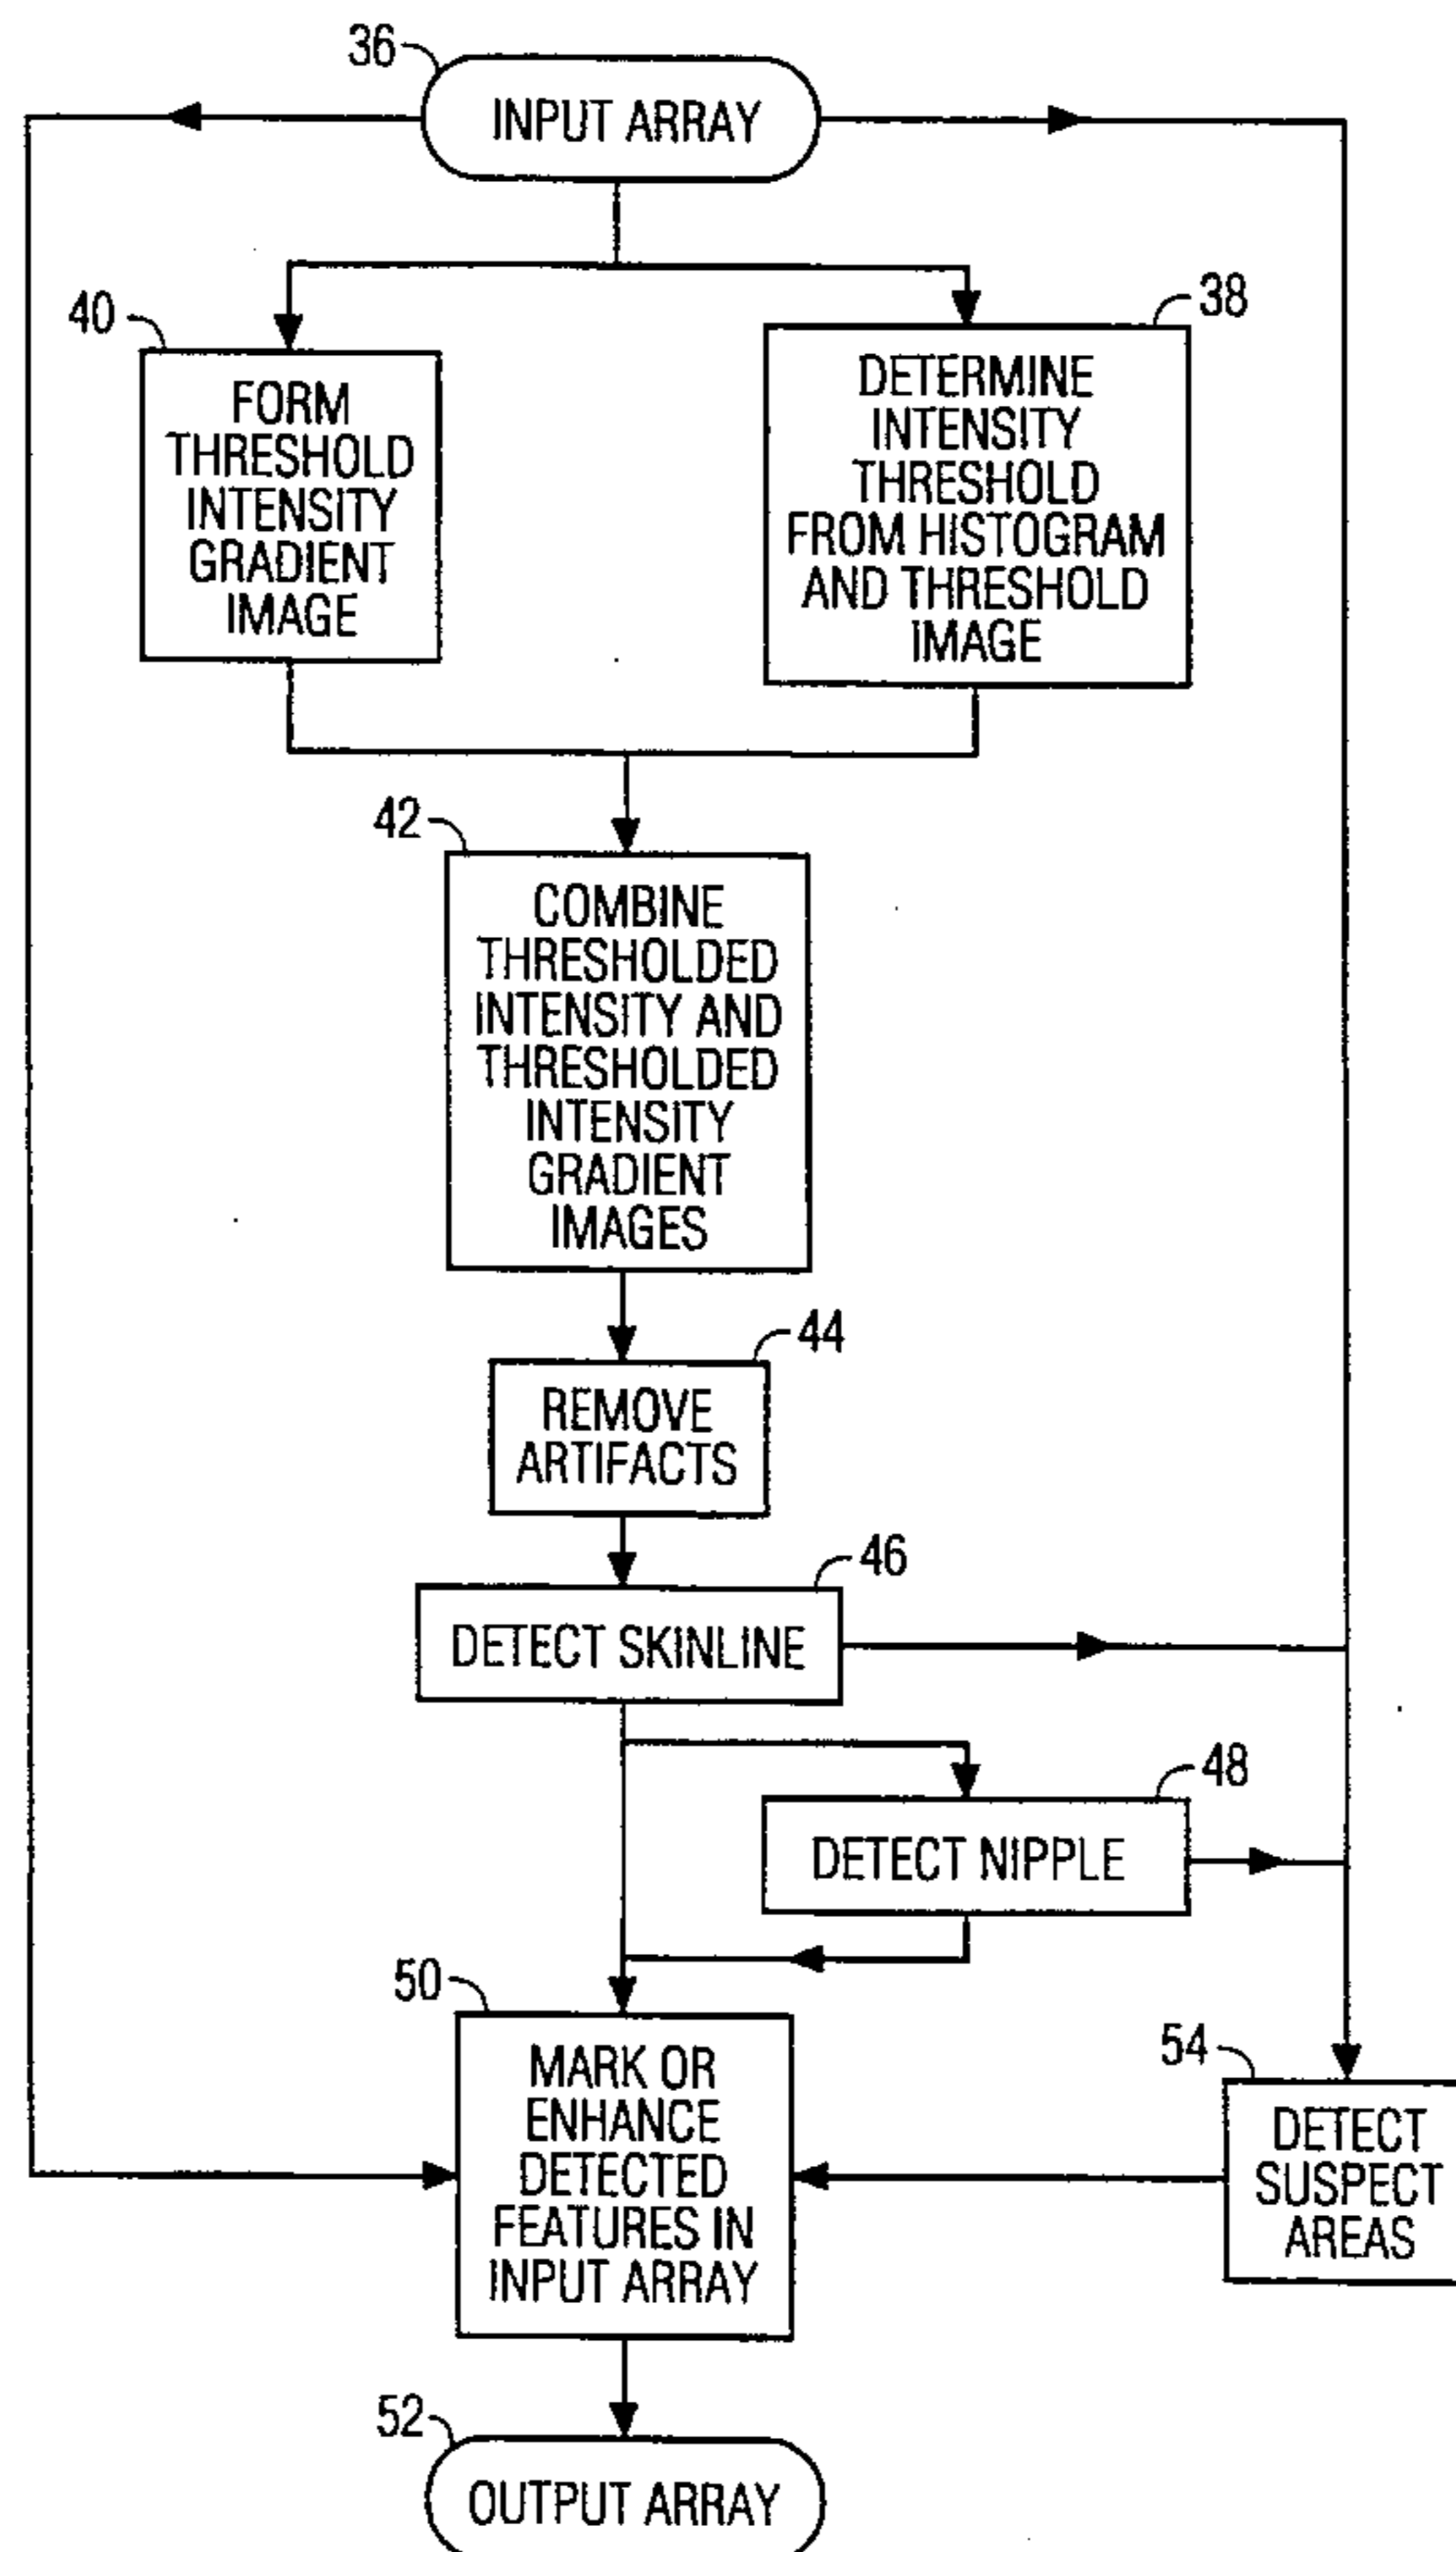 36
INPUT ARRAY
40
FORM
THRESHOLD
INTENSITY
GRADIENT
IMAGE
38
DETERMINE
INTENSITY
THRESHOLD
FROM HISTOGRAM
AND THRESHOLD
IMAGE
42
COMBINE
THRESHOLDED
INTENSITY AND
THRESHOLDED
INTENSITY
GRADIENT
IMAGES
44
REMOVE
ARTIFACTS
46
DETECT SKINLINE
48
DETECT NIPPLE
50
MARK OR
ENHANCE
DETECTED
FEATURES IN
INPUT ARRAY
54
DETECT
SUSPECT
AREAS
52
OUTPUT ARRAY